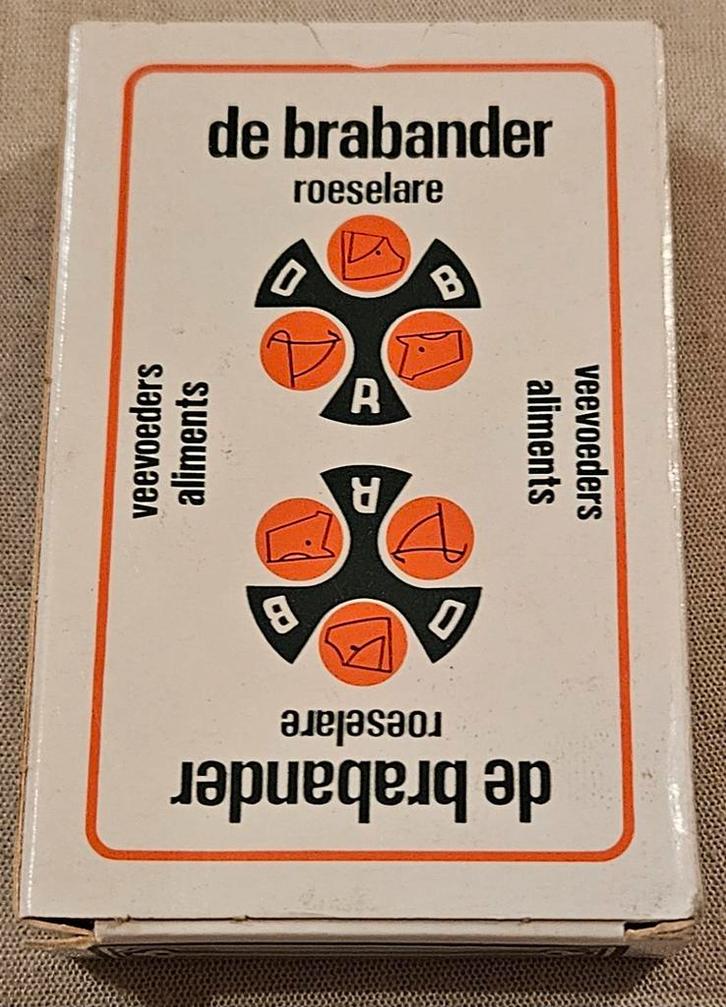 de brabander
roeselare
D B
R
veevoeders
aliments
veevoeders
aliments
R
B D
roeselare
de brabander